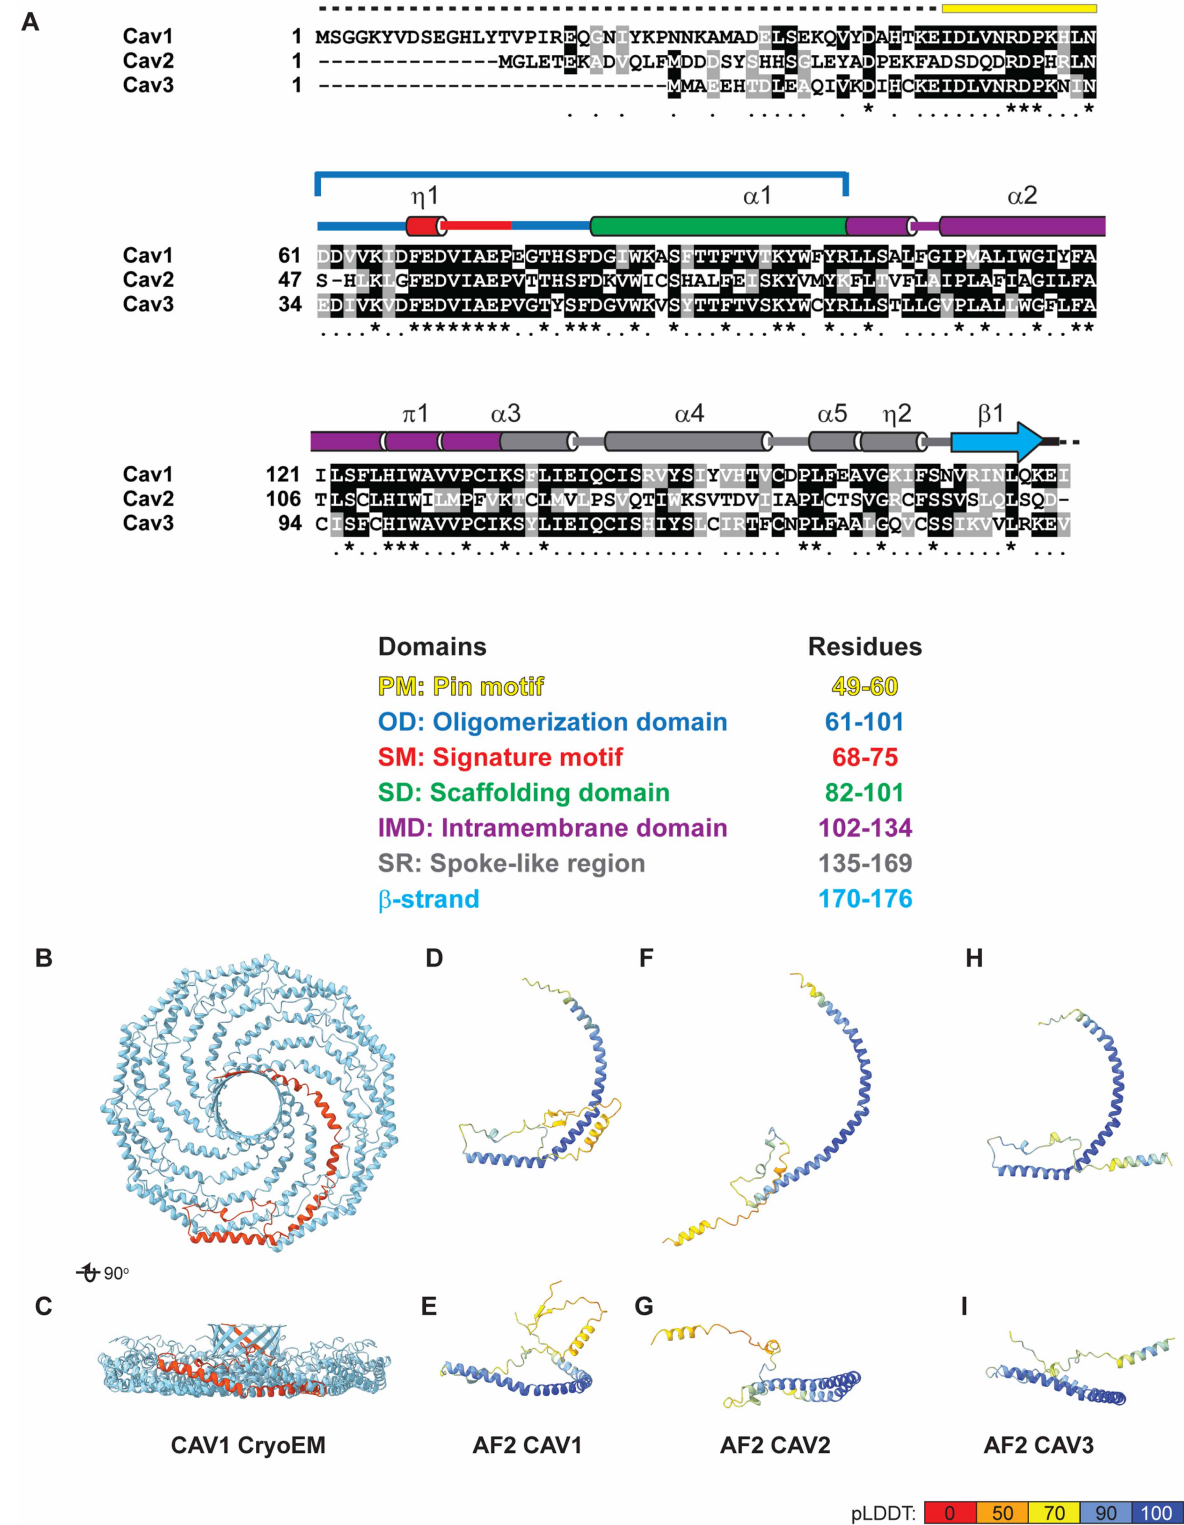 A
Cav1 1 MSGGKYVDSEGHLYTVPIREQGNIYKPNNKAMADELSEKQVYDAHTKEIDLVNRDPKHLN
Cav2 1 --------------MGLETEKADVQLFMDDDSYSHHSGLEYADPEKFADSDQDRDPHRLN
Cav3 1 ---------------------------MMAEEHTDLEAQIVKDIHCKEIDLVNRDPKNIN
η1 α1 α2
Cav1 61 DDVVKIDFEDVIAEPEGTHSFDGIWKASFTTFTVTKYWFYRLLSALFGIPMALIWGIYFA
Cav2 47 S-HLKLGFEDVIAEPVTTHSFDKVWICSHALFEISKYVMYKFLTVFLAIPLAFIAGILFA
Cav3 34 EDIVKVDFEDVIAEPVGTYSFDGVWKVSYTTFTVSKYWCYRLLSTLLGVPLALLWGFLFA
π1 α3 α4 α5 η2 β1
Cav1 121 ILSFLHIWAVVPCIKSFLIEIQCISRVYSIYVHTVCDPLFEAVGKIFSNVRINLQKEI
Cav2 106 TLSCLHIWILMPFVKTCLMVLPSVQTIWKSVTDVIIAPLCTSVGRCFSSVSLQLSQD-
Cav3 94 CISFCHIWAVVPCIKSYLIEIQCISHIYSLCIRTFCNPLFAALGQVCSSIKVVLRKEV
Domains Residues
PM: Pin motif 49-60
OD: Oligomerization domain 61-101
SM: Signature motif 68-75
SD: Scaffolding domain 82-101
IMD: Intramembrane domain 102-134
SR: Spoke-like region 135-169
β-strand 170-176
B D F H
90°
C E G I
CAV1 CryoEM AF2 CAV1 AF2 CAV2 AF2 CAV3
pLDDT: 0 50 70 90 100